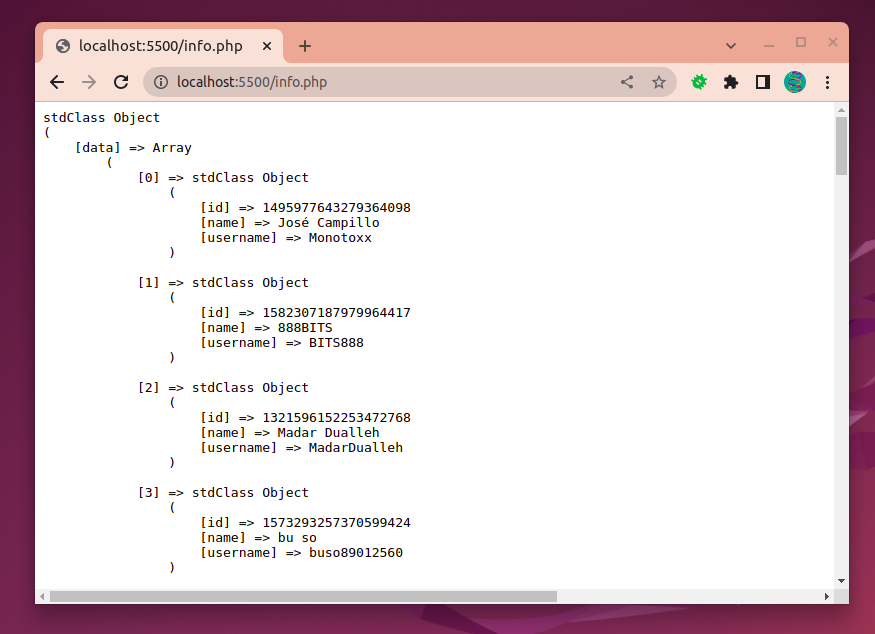 localhost:5500/info.php
localhost:5500/info.php
stdClass Object
(
    [data] => Array
        (
            [0] => stdClass Object
                (
                    [id] => 1495977643279364098
                    [name] => José Campillo
                    [username] => Monotoxx
                )
            [1] => stdClass Object
                (
                    [id] => 1582307187979964417
                    [name] => 888BITS
                    [username] => BITS888
                )
            [2] => stdClass Object
                (
                    [id] => 1321596152253472768
                    [name] => Madar Dualleh
                    [username] => MadarDualleh
                )
            [3] => stdClass Object
                (
                    [id] => 1573293257370599424
                    [name] => bu so
                    [username] => buso89012560
                )